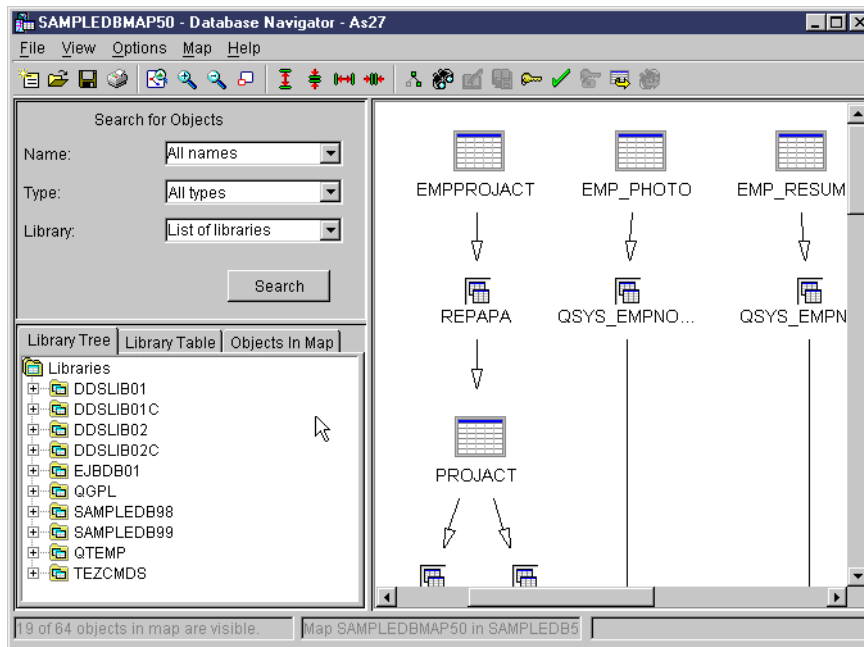 SAMPLEDBMAP50 - Database Navigator - As27
File View Options Map Help
Search for Objects
Name: All names
Type: All types
Library: List of libraries
Search
Library Tree Library Table Objects In Map
Libraries
DDSLIB01
DDSLIB01C
DDSLIB02
DDSLIB02C
EJBDB01
QGPL
SAMPLEDB98
SAMPLEDB99
QTEMP
TEZCMDS
EMPPROJACT EMP_PHOTO EMP_RESUM
REPAPA QSYS_EMPNO... QSYS_EMPN
PROJACT
19 of 64 objects in map are visible. Map SAMPLEDBMAP50 in SAMPLEDB5